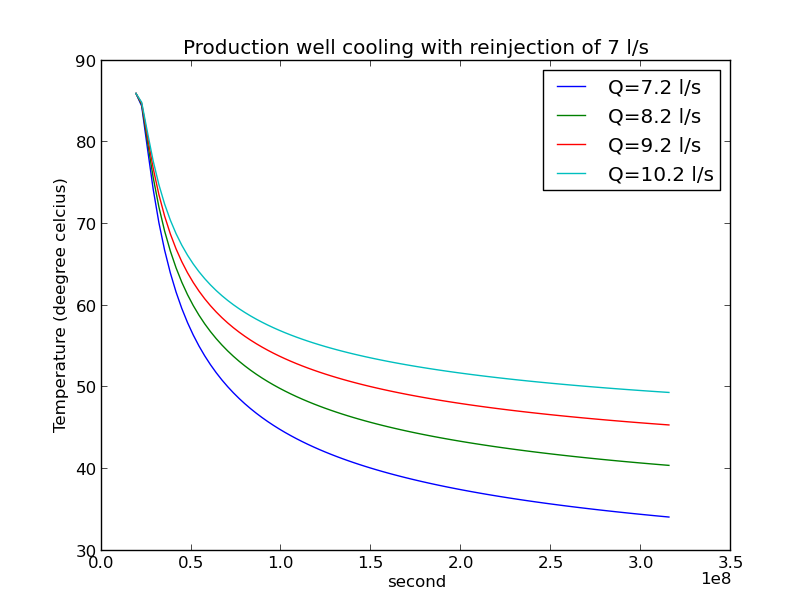 Production well cooling with reinjection of 7 l/s
Q=7.2 l/s
Q=8.2 l/s
Q=9.2 l/s
Q=10.2 l/s
Temperature (deegree celcius)
90
80
70
60
50
40
30
0.0 0.5 1.0 1.5 2.0 2.5 3.0 3.5
1e8
second